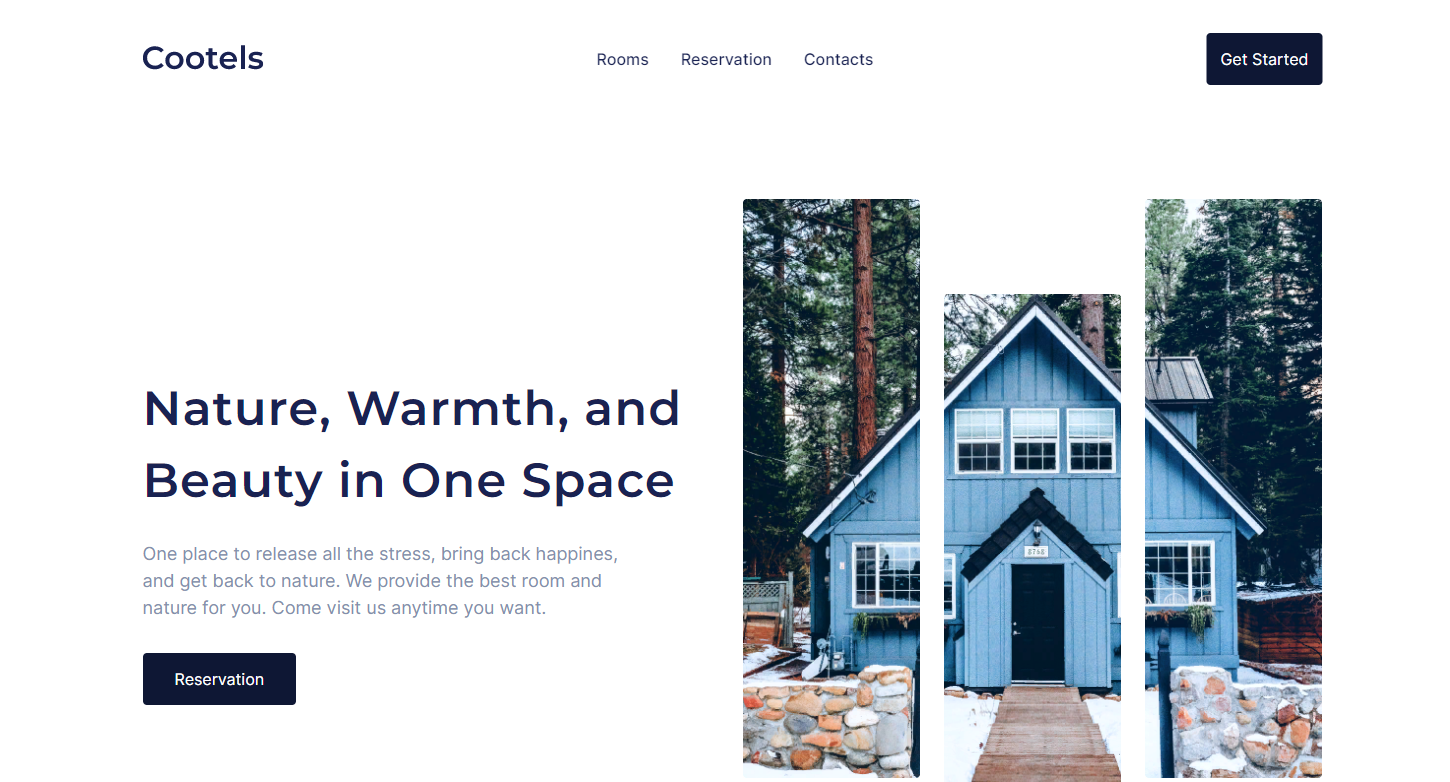 Cootels
Rooms
Reservation
Contacts
Get Started
Nature, Warmth, and
Beauty in One Space
One place to release all the stress, bring back happines,
and get back to nature. We provide the best room and
nature for you. Come visit us anytime you want.
Reservation
8768